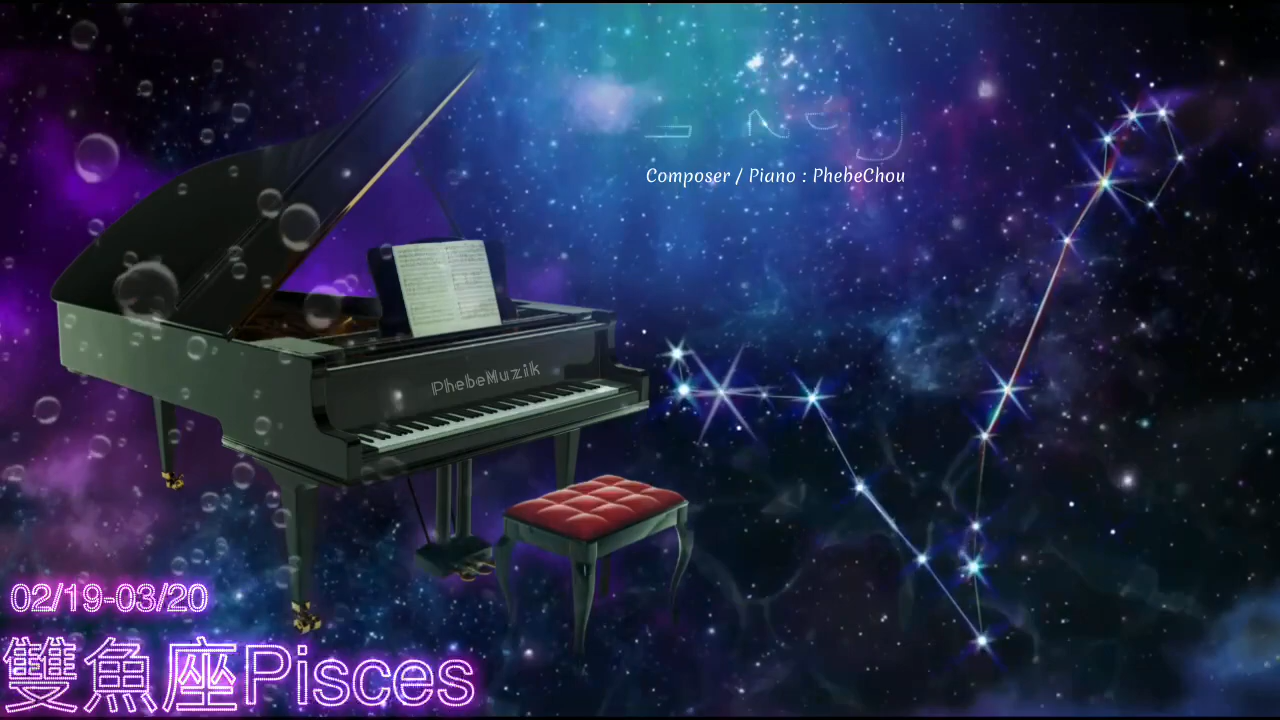 Composer / Piano : PhebeChou
PhebeMuzik
02/19-03/20
雙魚座Pisces